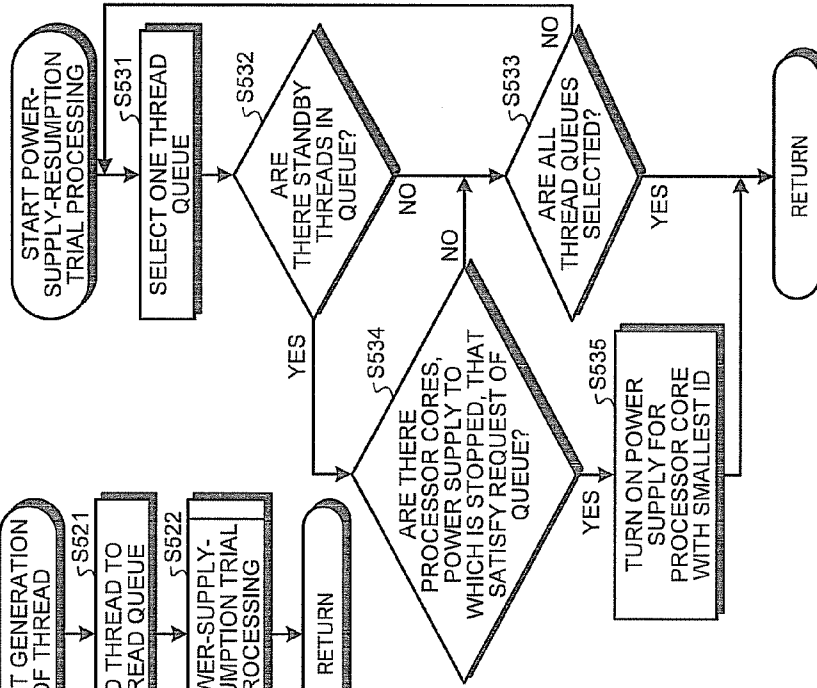 T GENERATION
OF THREAD
S521
D THREAD TO
READ QUEUE
S522
WER-SUPPLY-
UMPTION TRIAL
ROCESSING
RETURN
START POWER-
SUPPLY-RESUMPTION
TRIAL PROCESSING
S531
SELECT ONE THREAD
QUEUE
S532
ARE
THERE STANDBY
THREADS IN
QUEUE?
YES
NO
S534
ARE THERE
PROCESSOR CORES,
POWER SUPPLY TO
WHICH IS STOPPED, THAT
SATISFY REQUEST OF
QUEUE?
NO
YES
S533
ARE ALL
THREAD QUEUES
SELECTED?
NO
YES
S535
TURN ON POWER
SUPPLY FOR
PROCESSOR CORE
WITH SMALLEST ID
RETURN